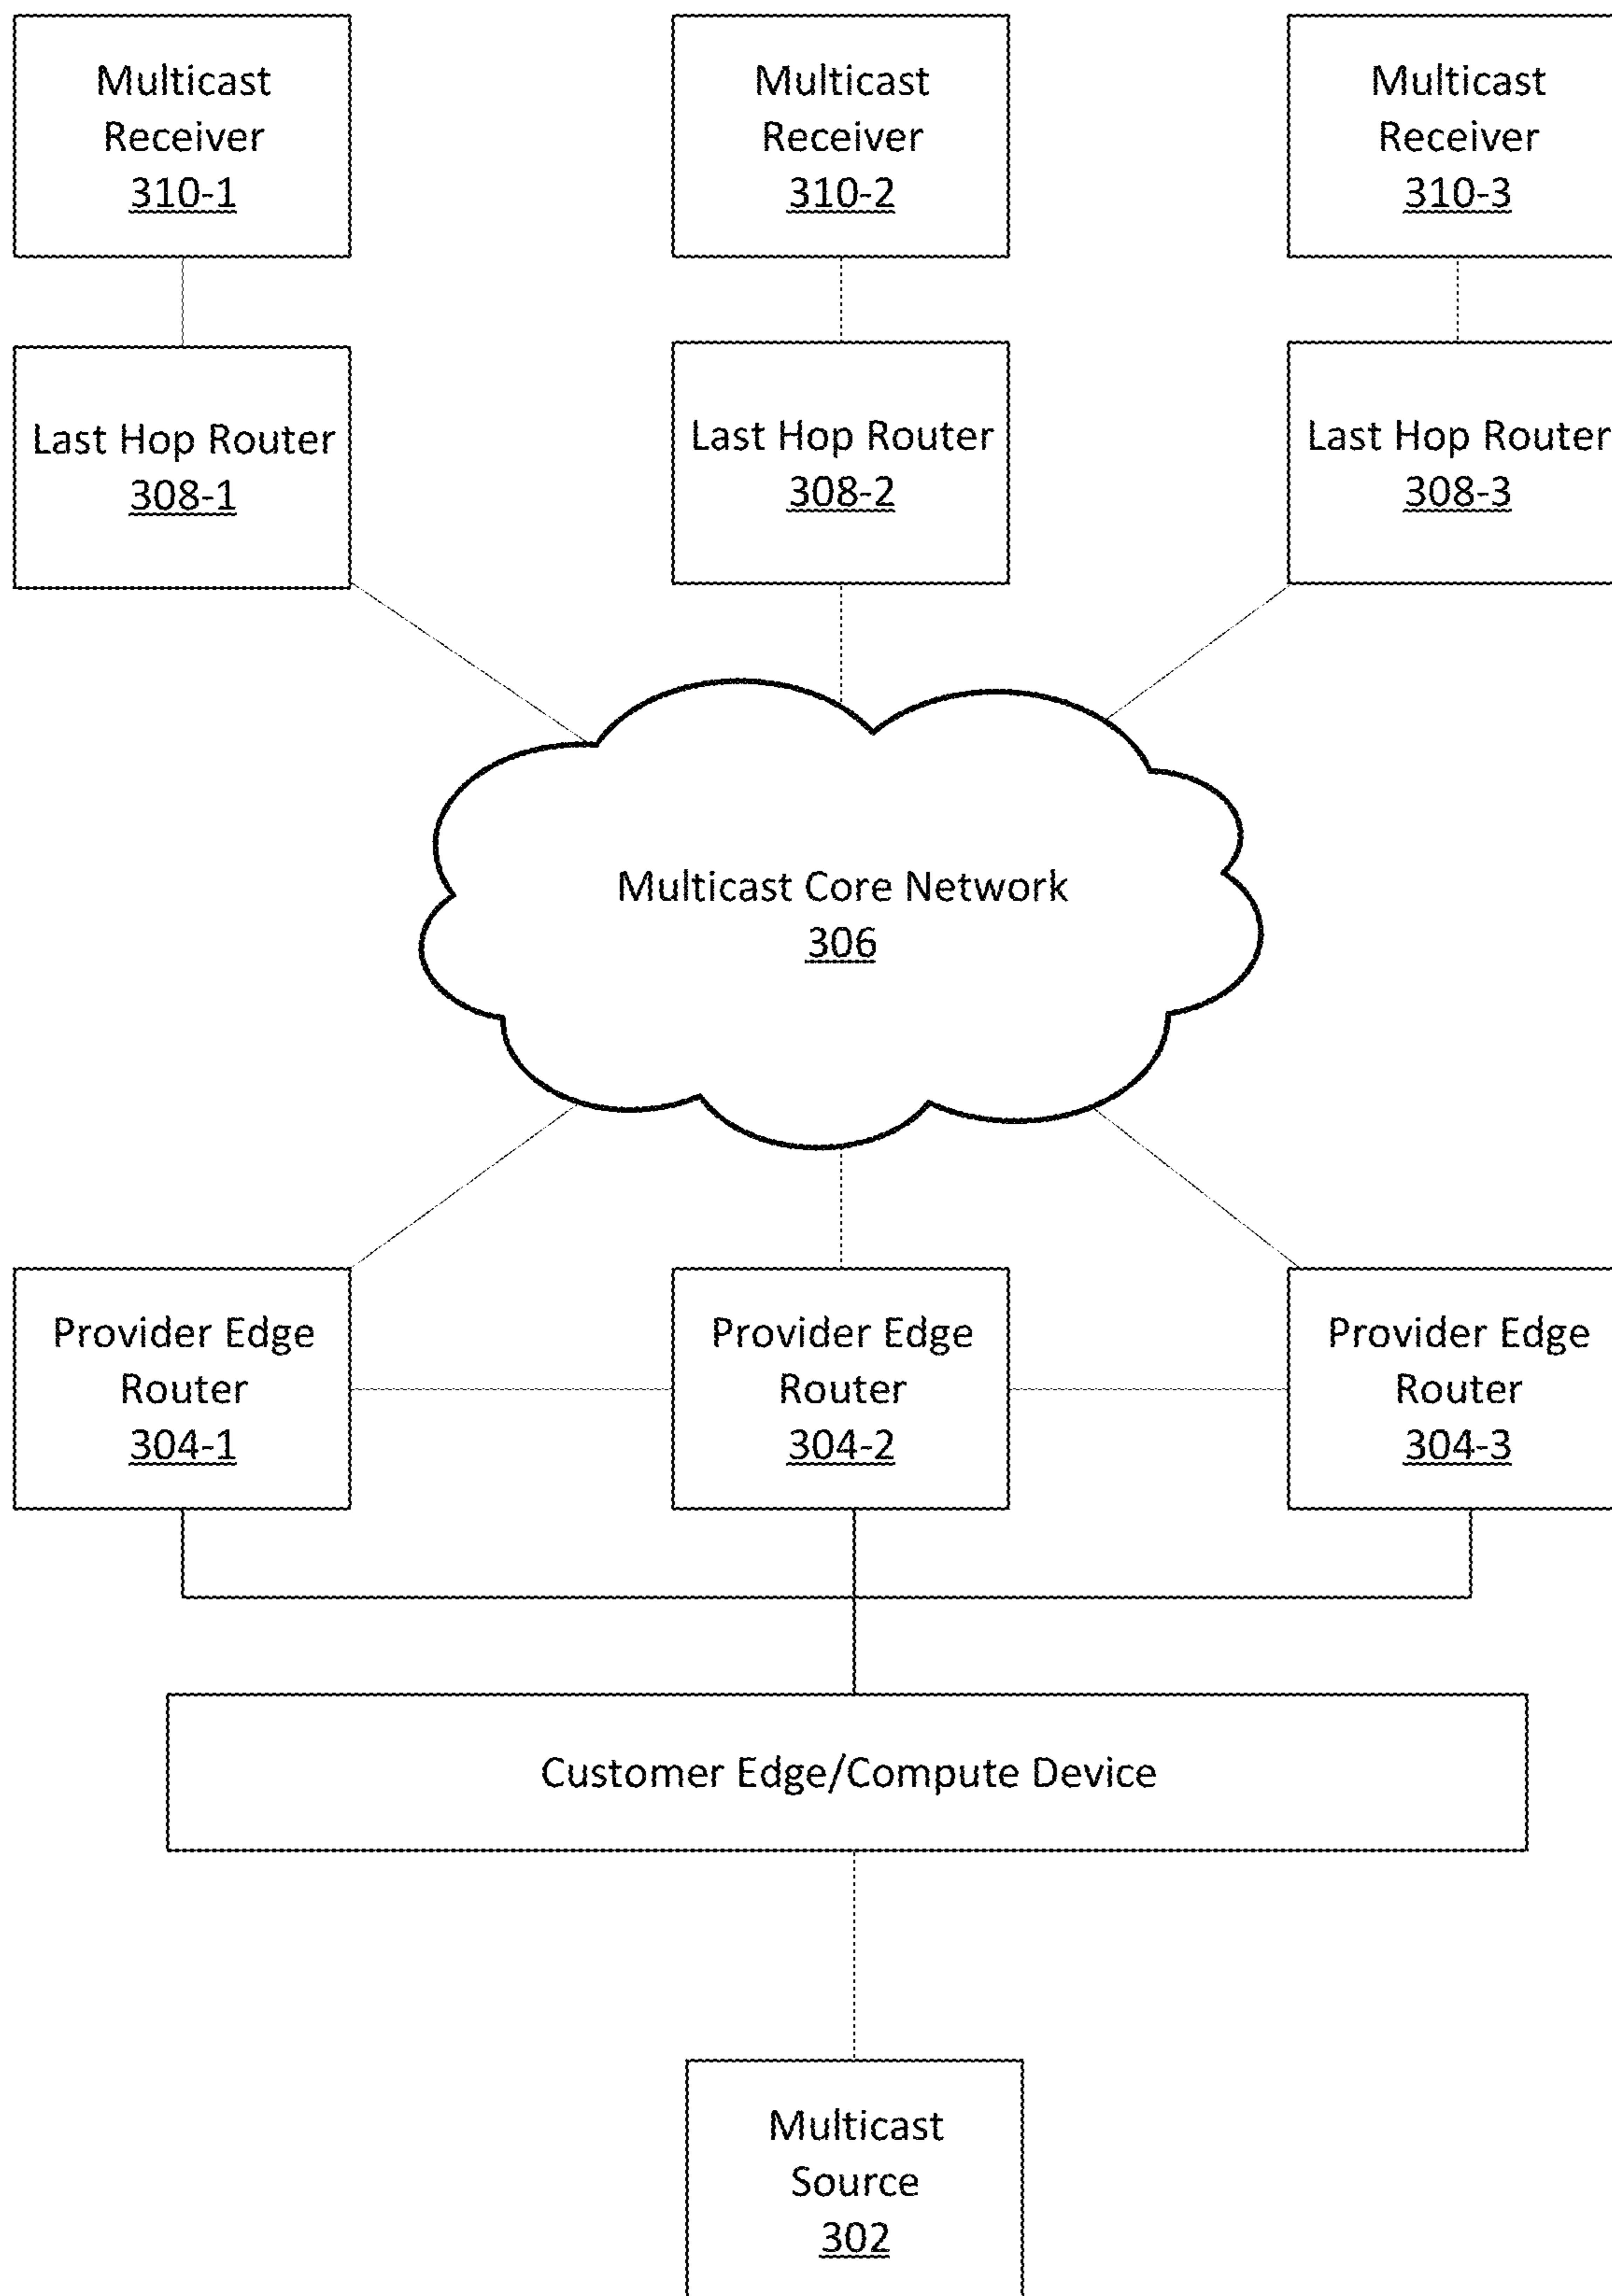 Multicast
Receiver
310-1
Multicast
Receiver
310-2
Multicast
Receiver
310-3
Last Hop Router
308-1
Last Hop Router
308-2
Last Hop Router
308-3
Multicast Core Network
306
Provider Edge
Router
304-1
Provider Edge
Router
304-2
Provider Edge
Router
304-3
Customer Edge/Compute Device
Multicast
Source
302